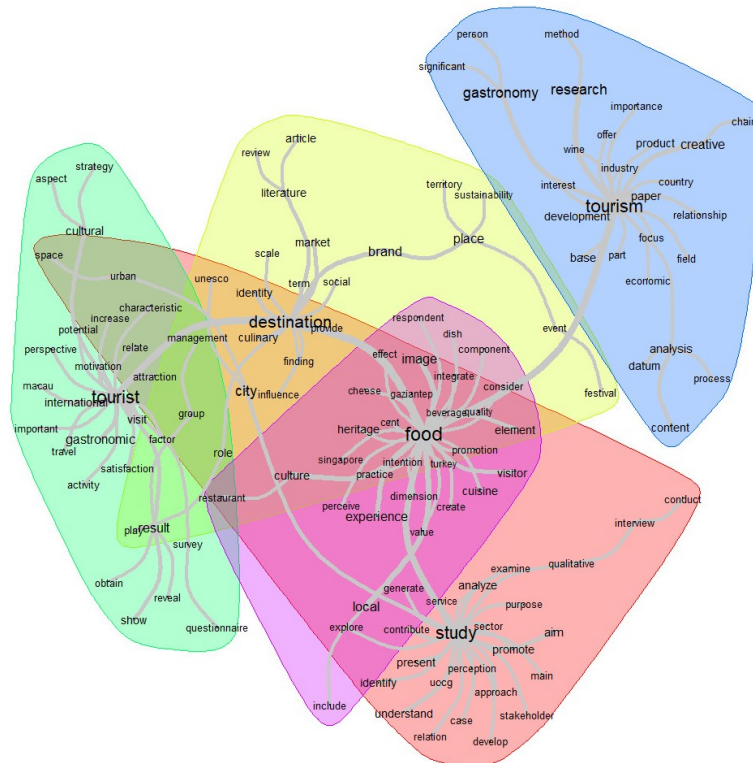 person
method
significant
gastronomy
research
importance
chain
offer
product
creative
wine
industry
interest
paper
country
tourism
development
relationship
focus
base
part
field
economic
analysis
datum
process
content
article
review
literature
territory
sustainability
market
brand
place
scale
term
social
identity
destination
provide
culinary
finding
influence
event
festival
strategy
aspect
cultural
space
urban
unesco
characteristic
increase
potential
management
perspective
relate
motivation
macau
tourist
attraction
international
visit
group
important
gastronomic
factor
travel
satisfaction
activity
city
role
restaurant
play
result
survey
obtain
reveal
show
questionnaire
respondent
dish
effect
image
component
integrate
cheese
gaziantep
consider
beverage
quality
heritage
cent
food
element
promotion
singapore
intention
turkey
visitor
culture
practice
dimension
cuisine
perceive
experience
create
value
conduct
interview
qualitative
examine
analyze
generate
service
purpose
local
explore
contribute
study
sector
aim
promote
present
perception
main
identify
uocg
approach
include
understand
case
stakeholder
relation
develop